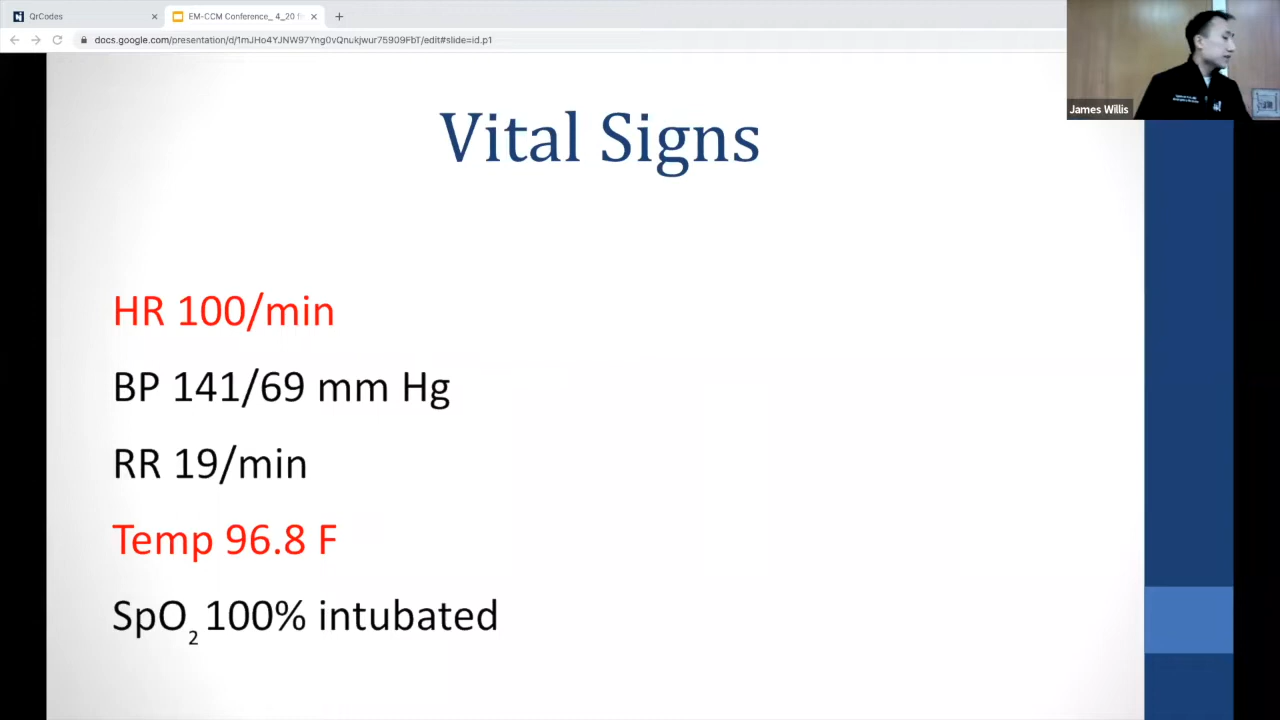 QrCodes
EM-CCM Conference_ 4_20 fi
docs.google.com/presentation/d/1mJHo4YJNW97Yng0vQnukjwur75909FbT/edit#slide=id.p1
James Willis
Vital Signs
HR 100/min
BP 141/69 mm Hg
RR 19/min
Temp 96.8 F
SpO2 100% intubated